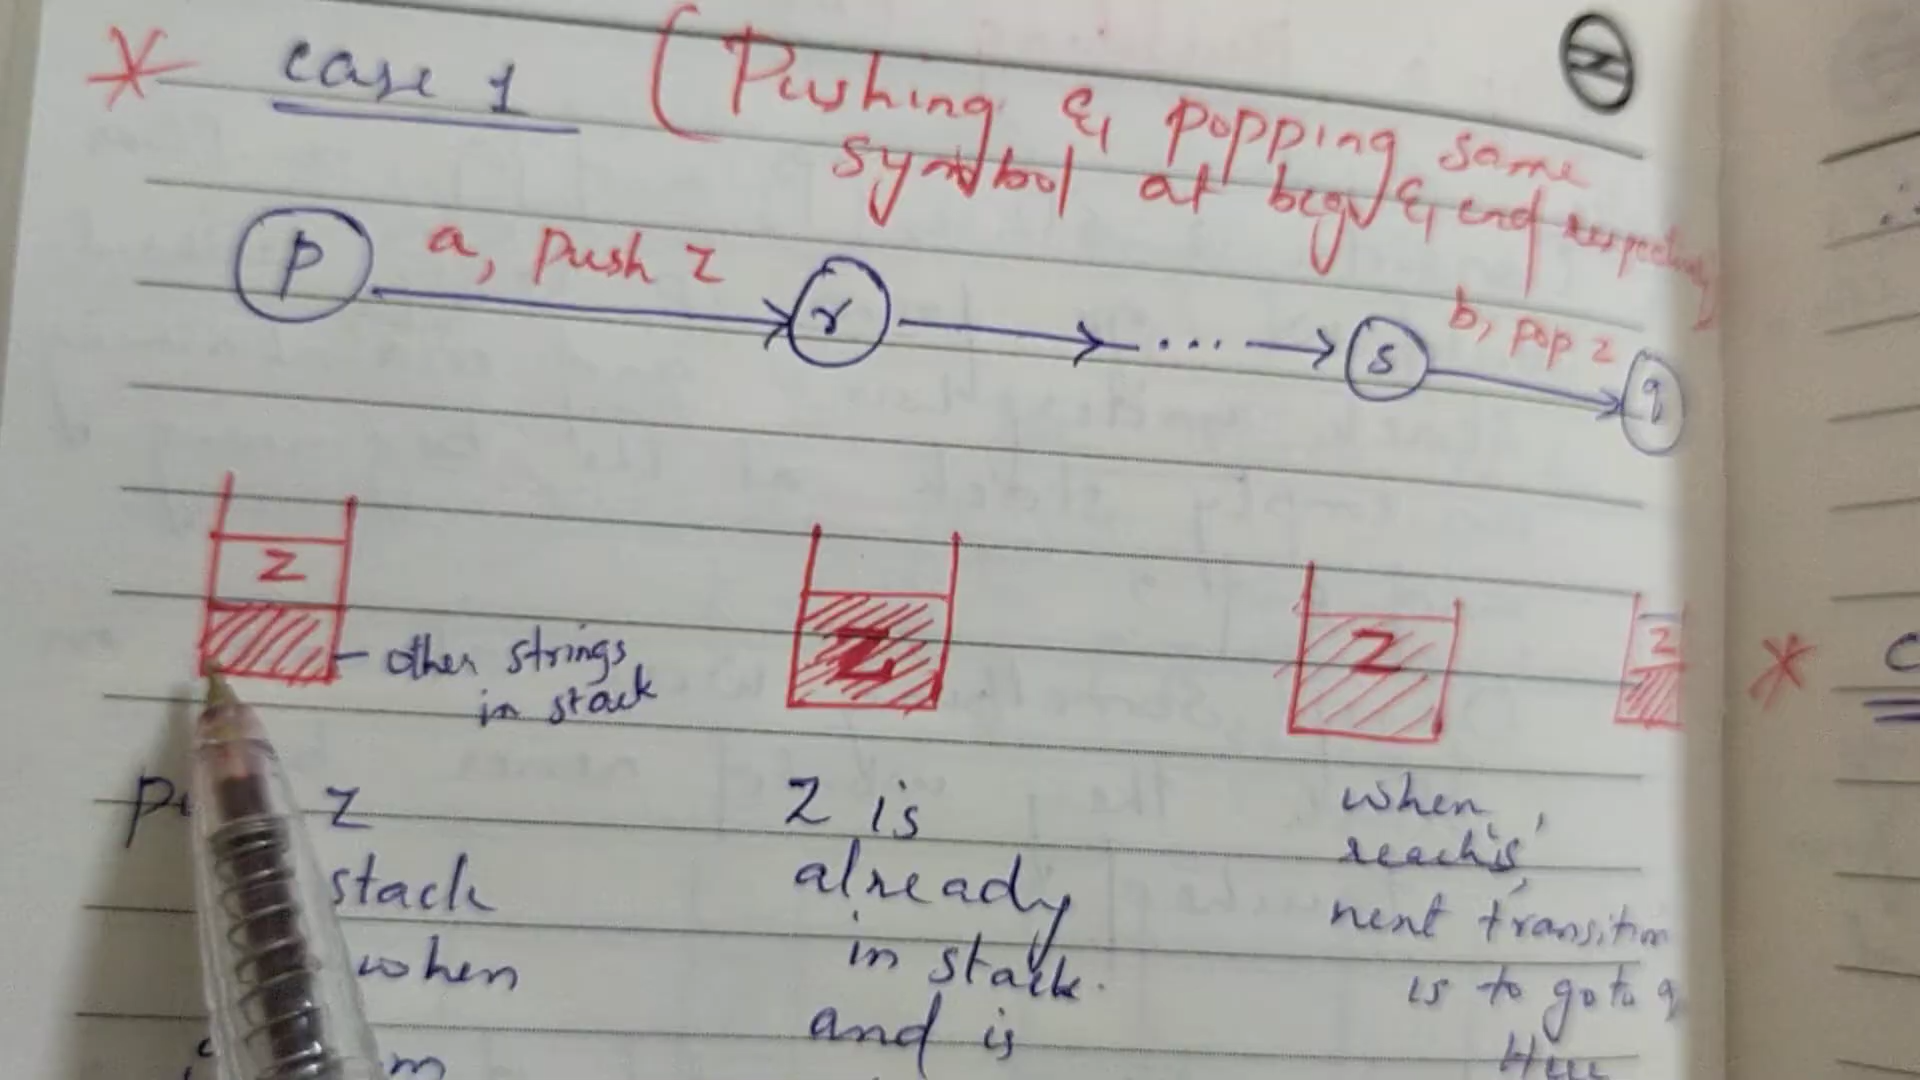 * case 1 (Pushing & popping same
symbol at beg & end respectively)
p a, push z r ... s b, pop z q
z z z z
other strings
in stack
z
stack
when
z is
already
in stack.
and is
when
reach s,
next transition
is to go to q
* C